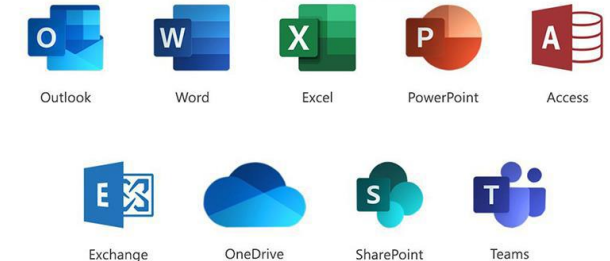 O
W
X
P
A
Outlook
Word
Excel
PowerPoint
Access
E
S
T
Exchange
OneDrive
SharePoint
Teams